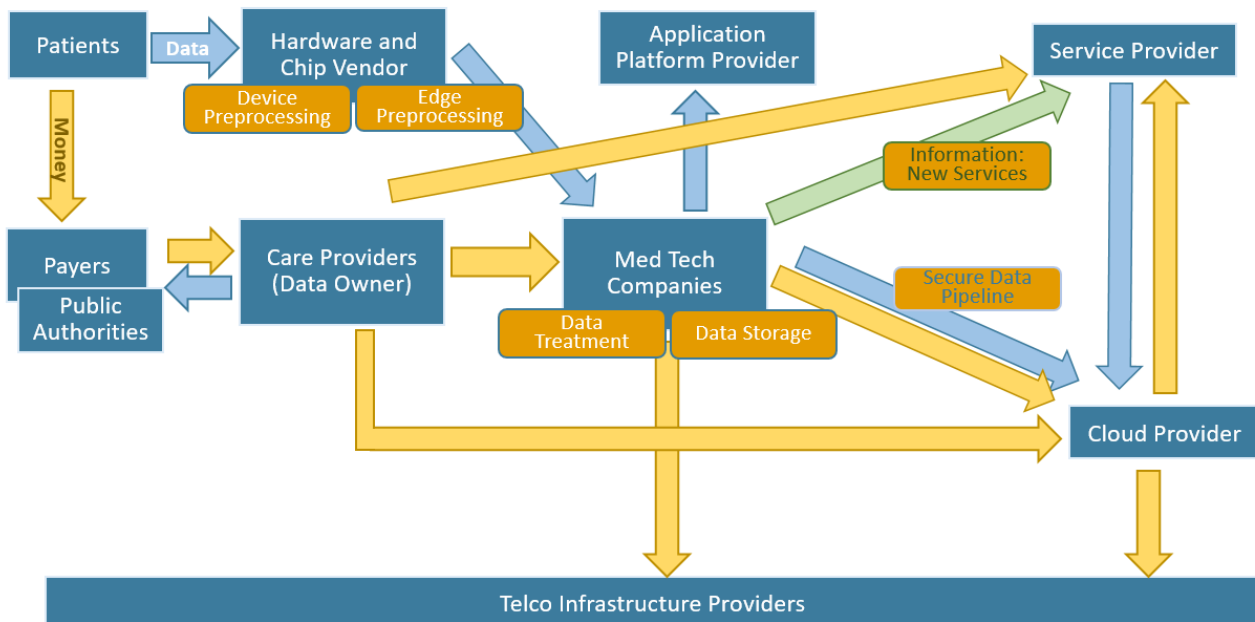 Patients
Data
Hardware and
Chip Vendor
Device
Preprocessing
Edge
Preprocessing
Application
Platform Provider
Service Provider
Money
Information:
New Services
Payers
Public
Authorities
Care Providers
(Data Owner)
Med Tech
Companies
Data
Treatment
Data Storage
Secure Data
Pipeline
Cloud Provider
Telco Infrastructure Providers